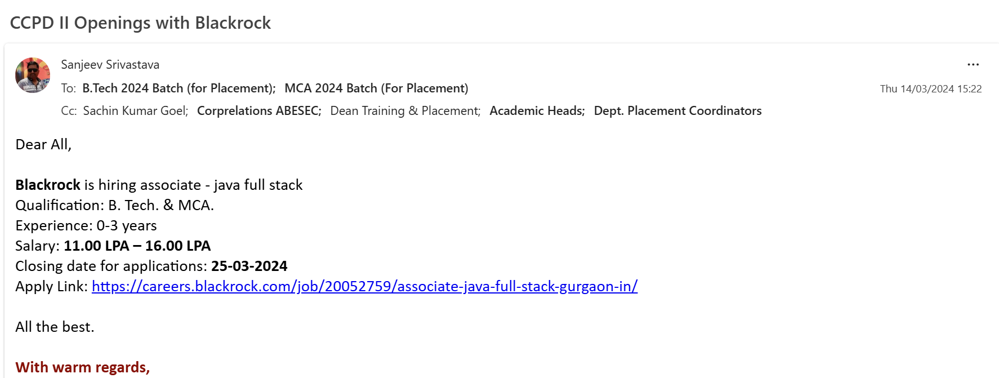 CCPD II Openings with Blackrock
Sanjeev Srivastava
To: B.Tech 2024 Batch (for Placement); MCA 2024 Batch (For Placement)
Thu 14/03/2024 15:22
Cc: Sachin Kumar Goel; Corprelations ABESEC; Dean Training & Placement; Academic Heads; Dept. Placement Coordinators
Dear All,
Blackrock is hiring associate - java full stack
Qualification: B. Tech. & MCA.
Experience: 0-3 years
Salary: 11.00 LPA – 16.00 LPA
Closing date for applications: 25-03-2024
Apply Link: https://careers.blackrock.com/job/20052759/associate-java-full-stack-gurgaon-in/
All the best.
With warm regards,